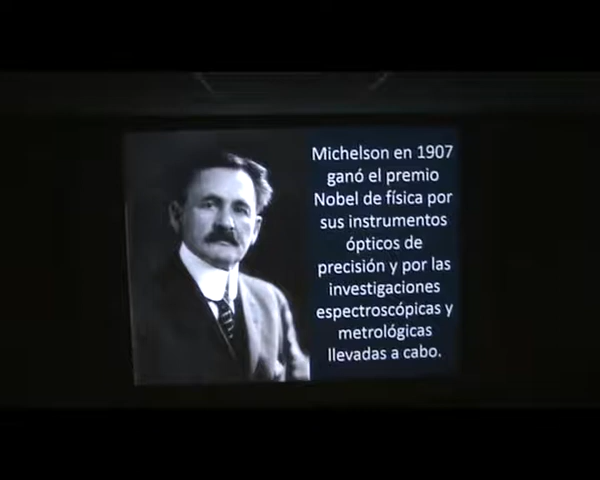 Michelson en 1907
ganó el premio
Nobel de física por
sus instrumentos
ópticos de
precisión y por las
investigaciones
espectroscópicas y
metrológicas
llevadas a cabo.